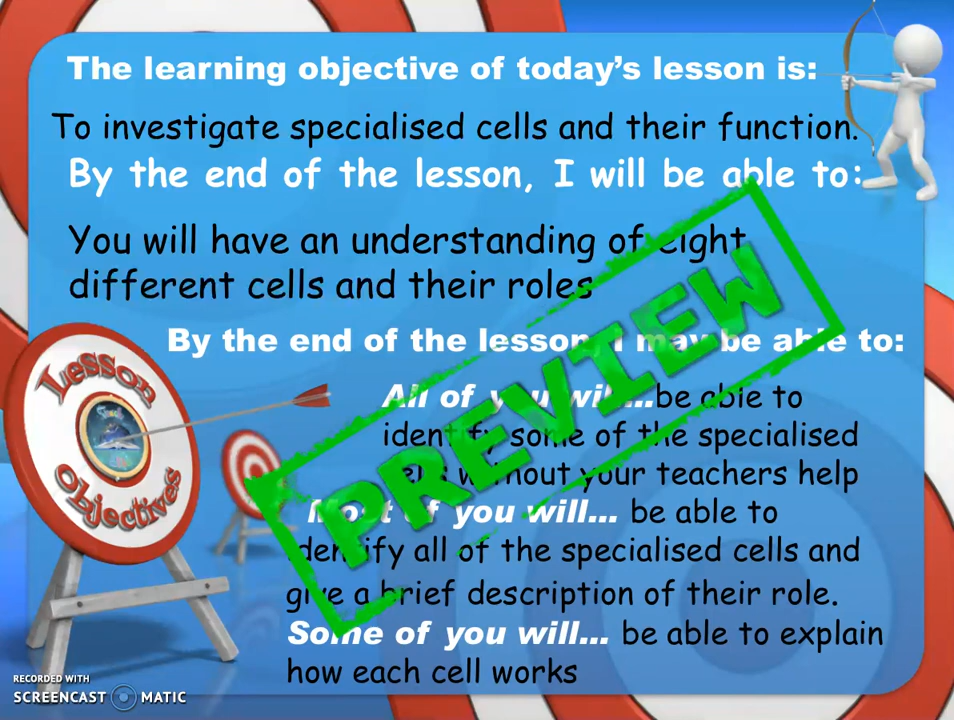 The learning objective of today's lesson is:
To investigate specialised cells and their function.
By the end of the lesson, I will be able to:
You will have an understanding of eight
different cells and their roles
By the end of the lesson, I may be able to:
All of you will...be able to
identify some of the specialised
cells without your teachers help
Most of you will... be able to
identify all of the specialised cells and
give a brief description of their role.
Some of you will... be able to explain
how each cell works
Lesson
Objectives
PREVIEW
RECORDED WITH
SCREENCAST MATIC